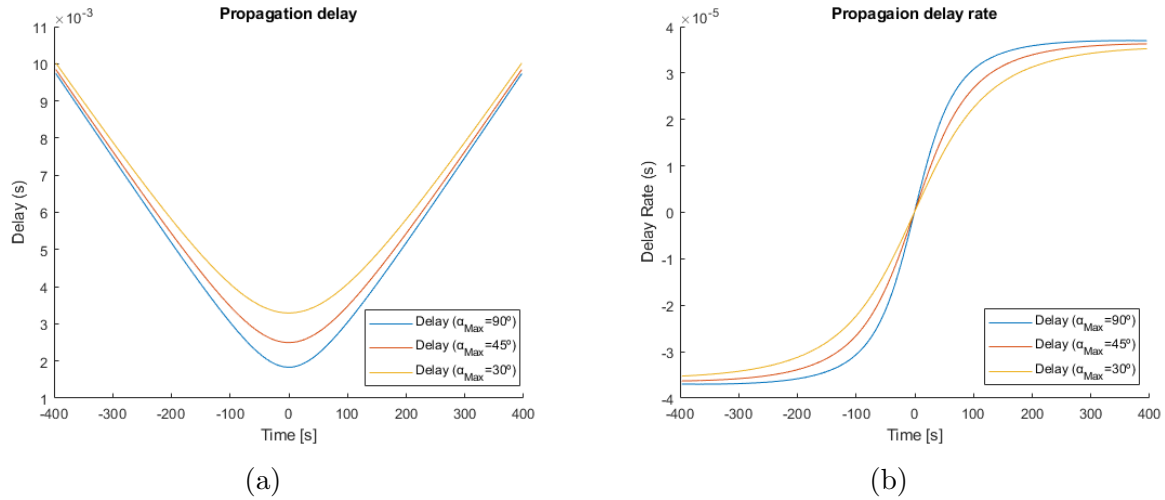 Propagation delay
×10^-3
11
10
9
8
7
6
5
4
3
2
1
Delay (s)
-400 -300 -200 -100 0 100 200 300 400
Time [s]
Delay (α_Max=90º)
Delay (α_Max=45º)
Delay (α_Max=30º)
(a)
Propagaion delay rate
×10^-5
4
3
2
1
0
-1
-2
-3
-4
Delay Rate (s)
-400 -300 -200 -100 0 100 200 300 400
Time [s]
Delay (α_Max=90º)
Delay (α_Max=45º)
Delay (α_Max=30º)
(b)